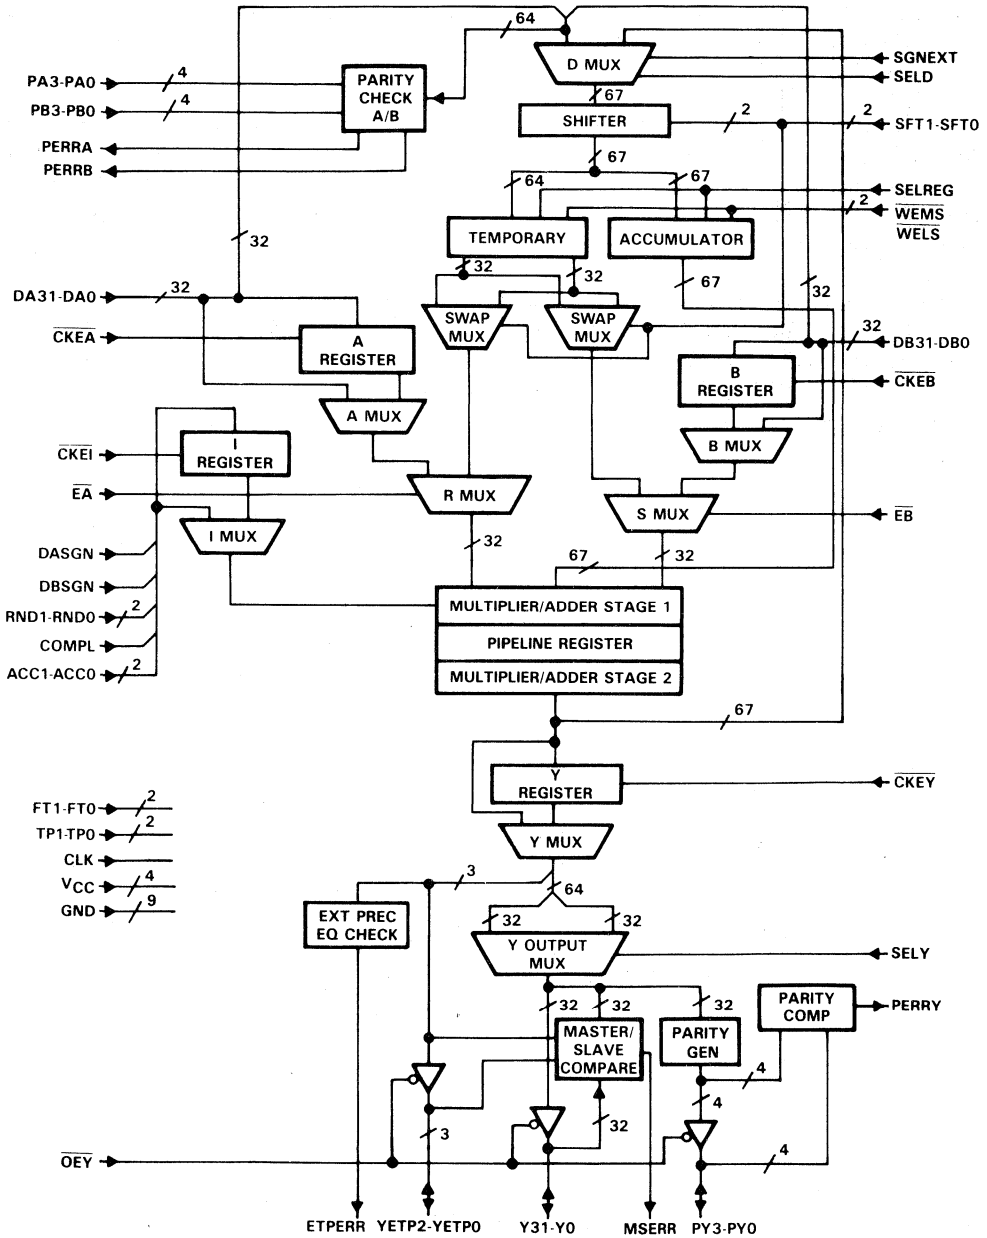 64
D MUX
SGNEXT
SELD
PA3-PA0
4
PARITY
CHECK
A/B
PB3-PB0
4
67
SHIFTER
2
2
SFT1-SFT0
PERRA
PERRB
67
64
67
SELREG
2
WEMS
WELS
TEMPORARY
ACCUMULATOR
32
32
32
67
32
DA31-DA0
32
SWAP
MUX
SWAP
MUX
CKEA
A
REGISTER
32
DB31-DB0
B
REGISTER
CKEB
A MUX
B MUX
I
REGISTER
CKEI
EA
R MUX
S MUX
EB
I MUX
32
67
32
DASGN
DBSGN
RND1-RND0
2
COMPL
ACC1-ACC0
2
MULTIPLIER/ADDER STAGE 1
PIPELINE REGISTER
MULTIPLIER/ADDER STAGE 2
67
Y
REGISTER
CKEY
FT1-FT0
2
TP1-TP0
2
CLK
VCC
4
GND
9
Y MUX
3
64
EXT PREC
EQ CHECK
32
32
Y OUTPUT
MUX
SELY
32
32
32
PARITY
COMP
PERRY
MASTER/
SLAVE
COMPARE
PARITY
GEN
4
4
3
32
4
OEY
ETPERR
YETP2-YETP0
Y31-Y0
MSERR
PY3-PY0